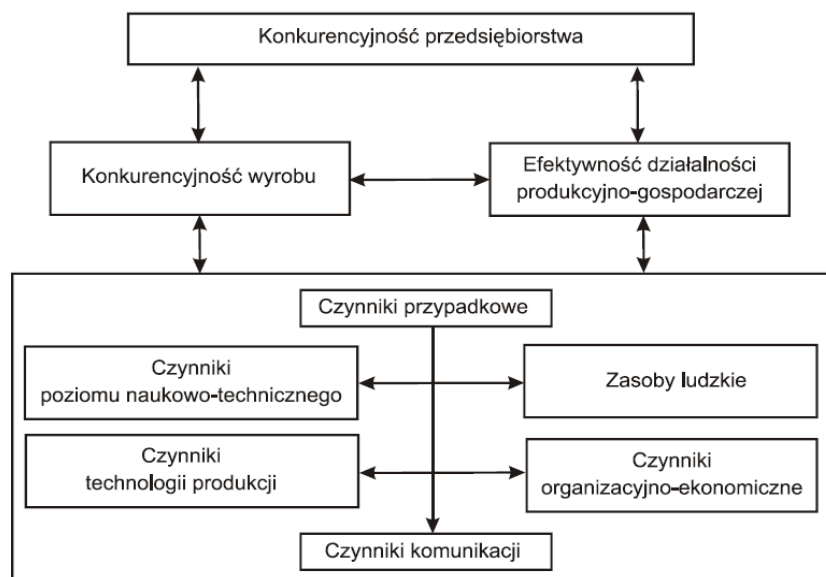 Konkurencyjność przedsiębiorstwa
Konkurencyjność wyrobu
Efektywność działalności
produkcyjno-gospodarczej
Czynniki przypadkowe
Czynniki
poziomu naukowo-technicznego
Zasoby ludzkie
Czynniki
technologii produkcji
Czynniki
organizacyjno-ekonomiczne
Czynniki komunikacji